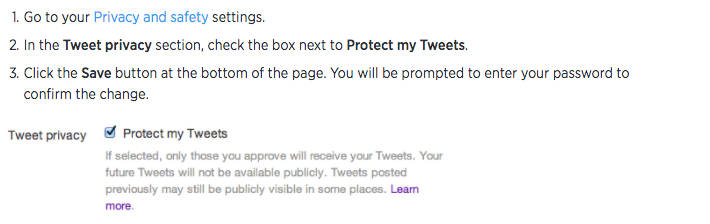 1. Go to your Privacy and safety settings.
2. In the Tweet privacy section, check the box next to Protect my Tweets.
3. Click the Save button at the bottom of the page. You will be prompted to enter your password to
confirm the change.
Tweet privacy Protect my Tweets
If selected, only those you approve will receive your Tweets. Your
future Tweets will not be available publicly. Tweets posted
previously may still be publicly visible in some places. Learn
more.